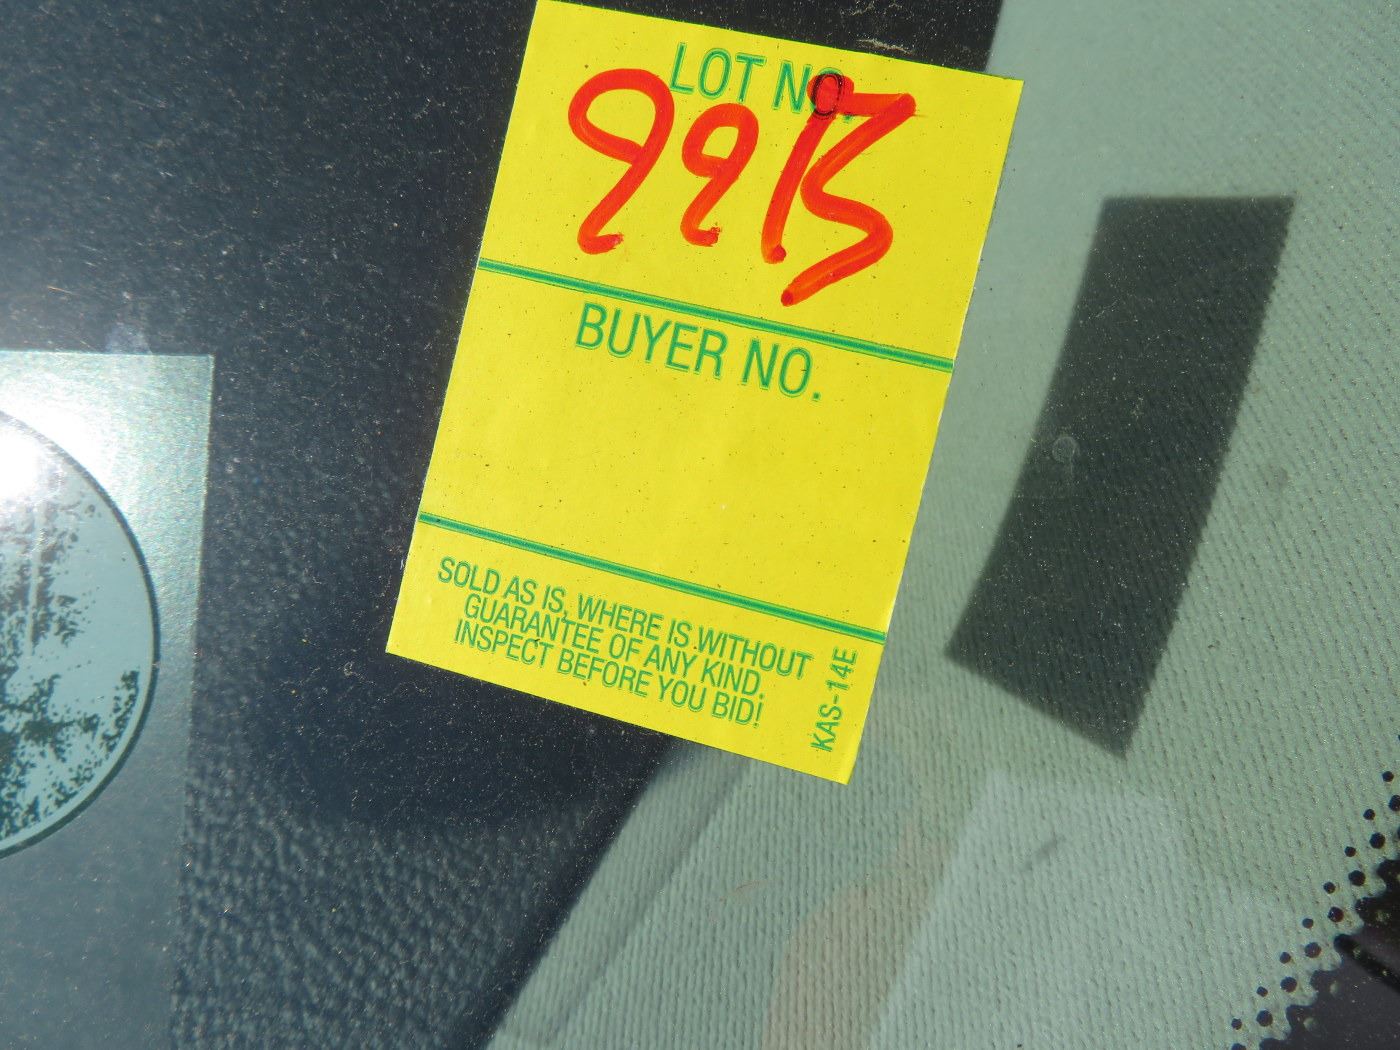 LOT NO.
BUYER NO.
SOLD AS IS, WHERE IS WITHOUT
GUARANTEE OF ANY KIND.
INSPECT BEFORE YOU BID!
KAS-14E